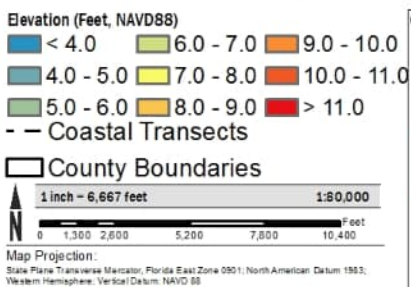 Elevation (Feet, NAVD88)
< 4.0 6.0 - 7.0 9.0 - 10.0
4.0 - 5.0 7.0 - 8.0 10.0 - 11.0
5.0 - 6.0 8.0 - 9.0 > 11.0
Coastal Transects
County Boundaries
1 inch = 6,667 feet 1:80,000
N
Feet
0 1,300 2,600 5,200 7,800 10,400
Map Projection:
State Plane Transverse Mercator, Florida East Zone 0901; North American Datum 1983;
Western Hemisphere; Vertical Datum: NAVD 88